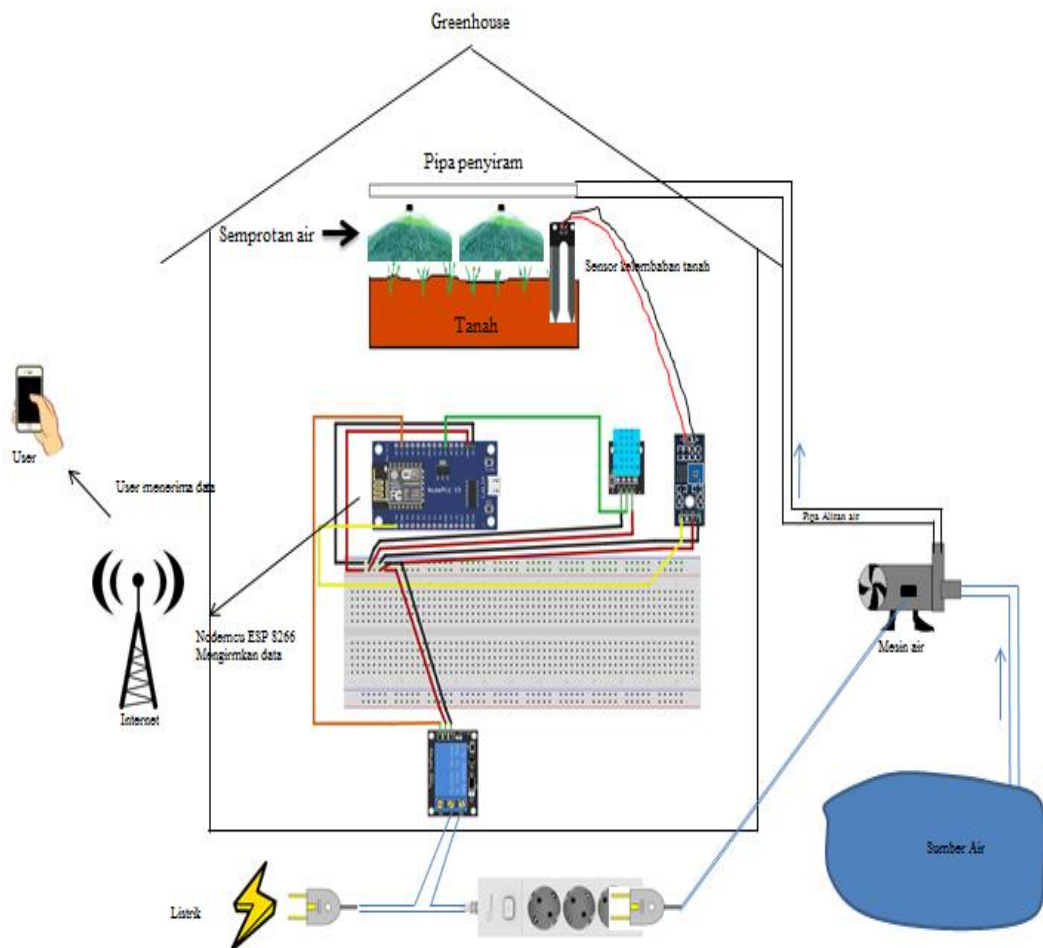 Greenhouse
Pipa penyiram
Semprotan air
Sensor kelembaban tanah
Tanah
User
User menerima data
Pipa Aliran air
Nodemcu ESP 8266
Mengirmkan data
Mesin air
Internet
Sumber Air
Listrik